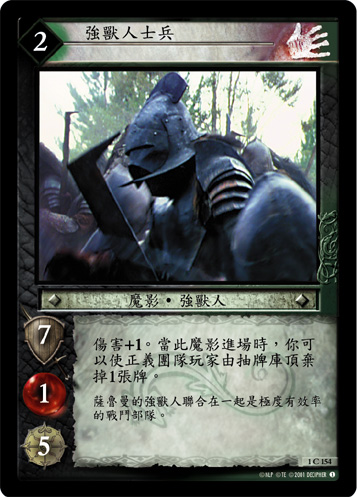 2
強獸人士兵
魔影 • 強獸人
7
傷害+1。當此魔影進場時，你可
以使正義團隊玩家由抽牌庫頂棄
掉1張牌。
1
薩魯曼的強獸人聯合在一起是極度有效率
的戰鬥部隊。
5
1 C 154
©NLP ©TE ©2001 DECIPHER